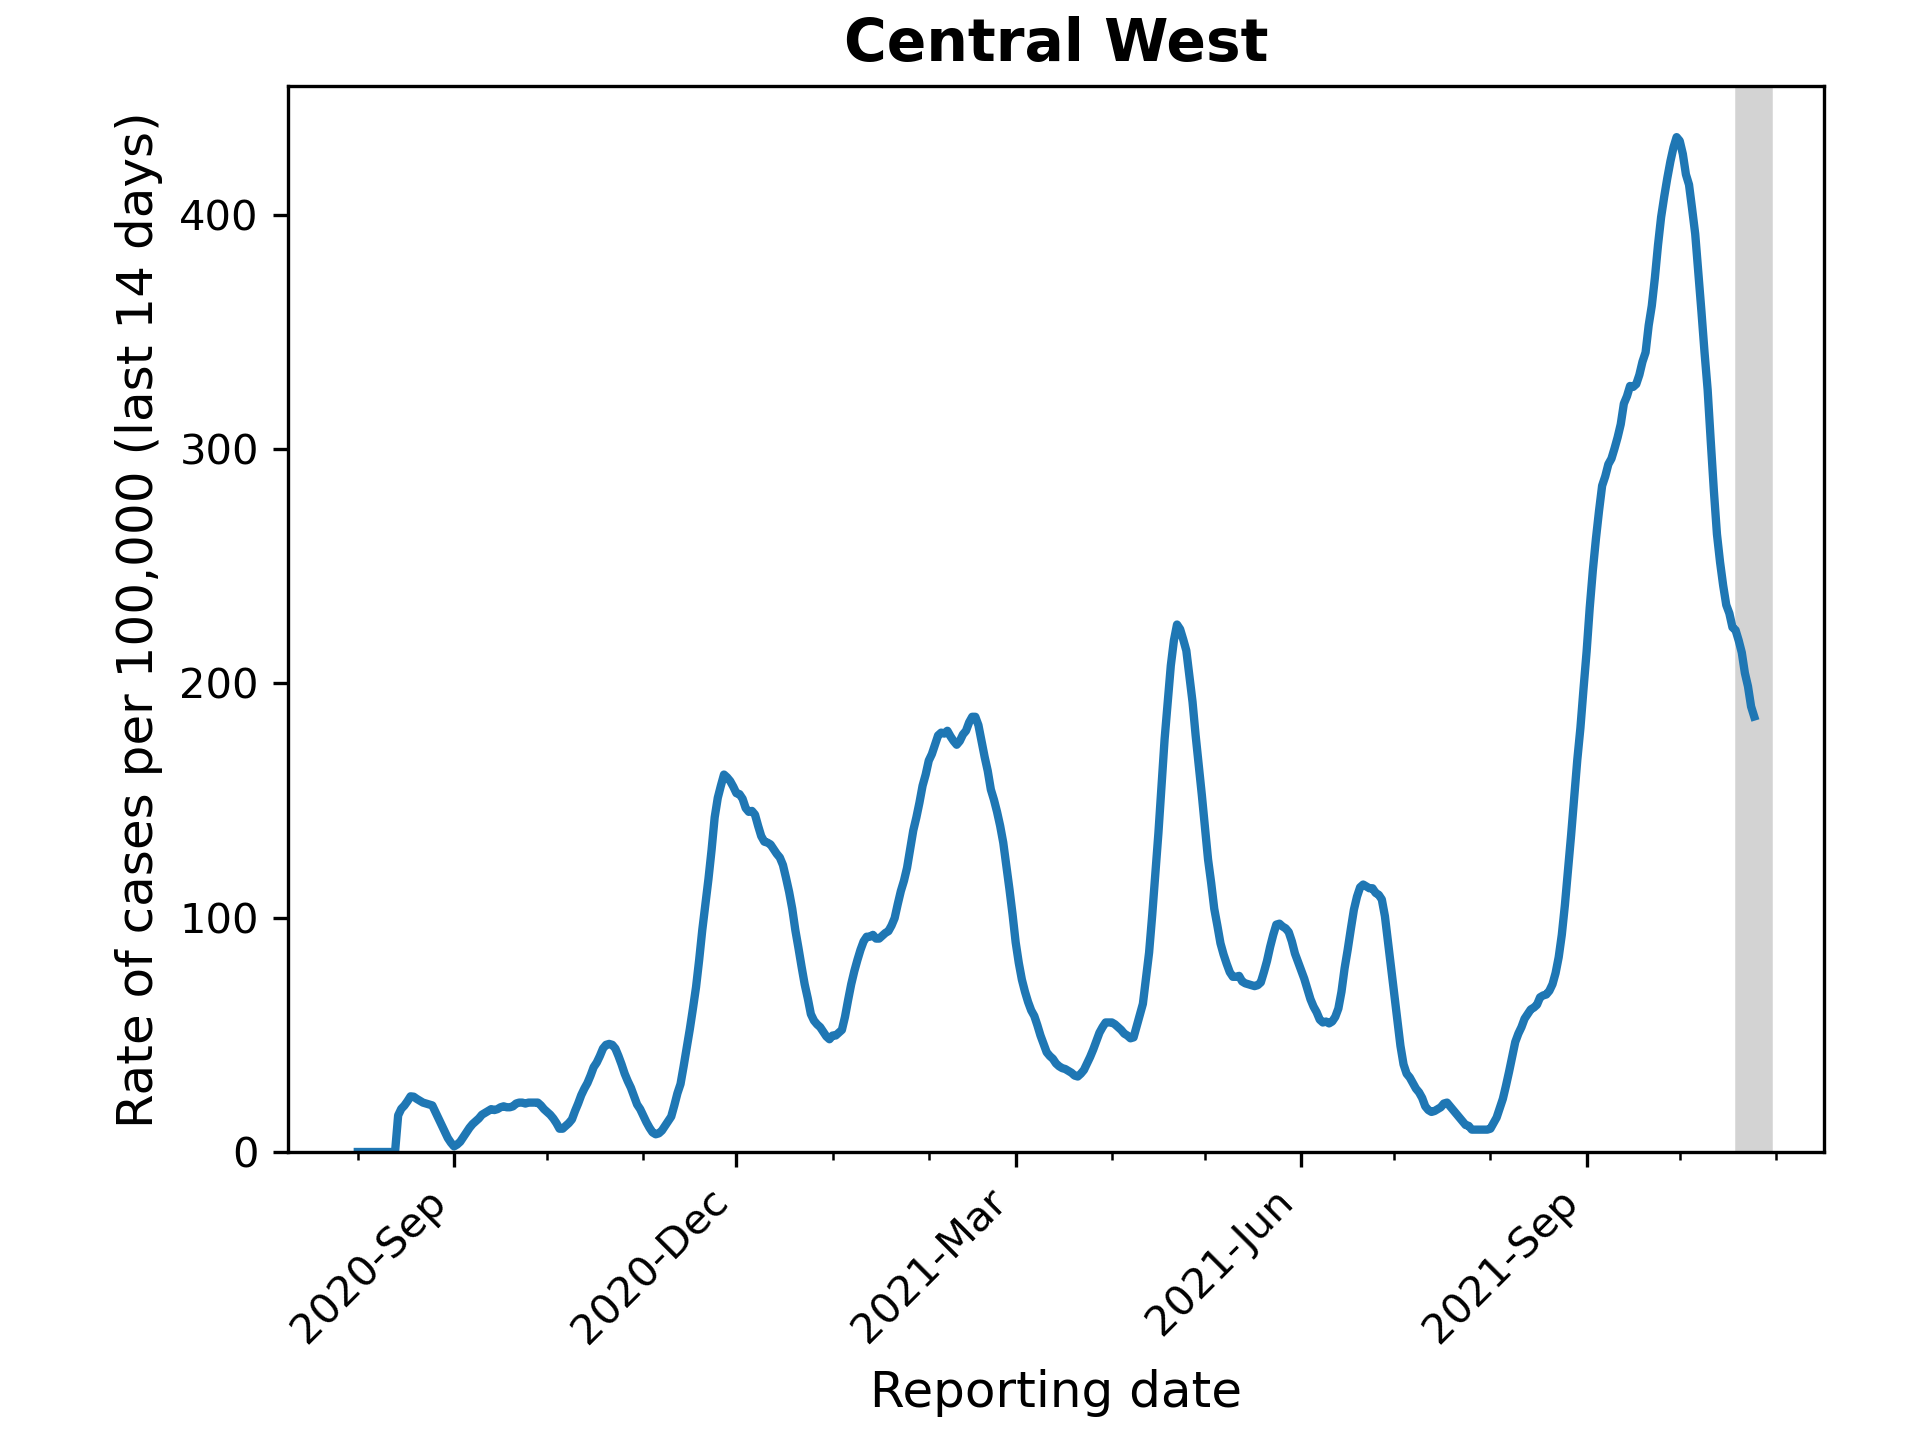 Central West
Rate of cases per 100,000 (last 14 days)
400
300
200
100
0
2020-Sep
2020-Dec
2021-Mar
2021-Jun
2021-Sep
Reporting date